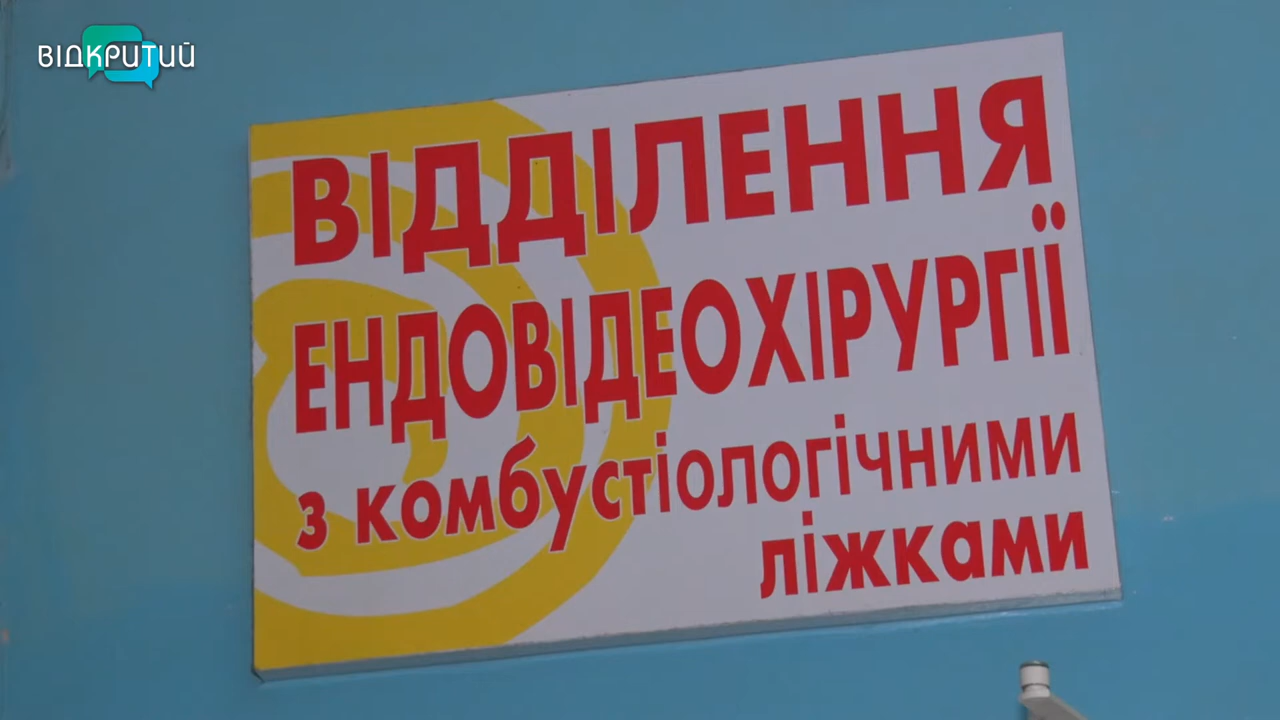 ВІДКРИТИЙ
ВІДДІЛЕННЯ
ЕНДОВІДЕОХІРУРГІЇ
з комбустіологічними
ліжками